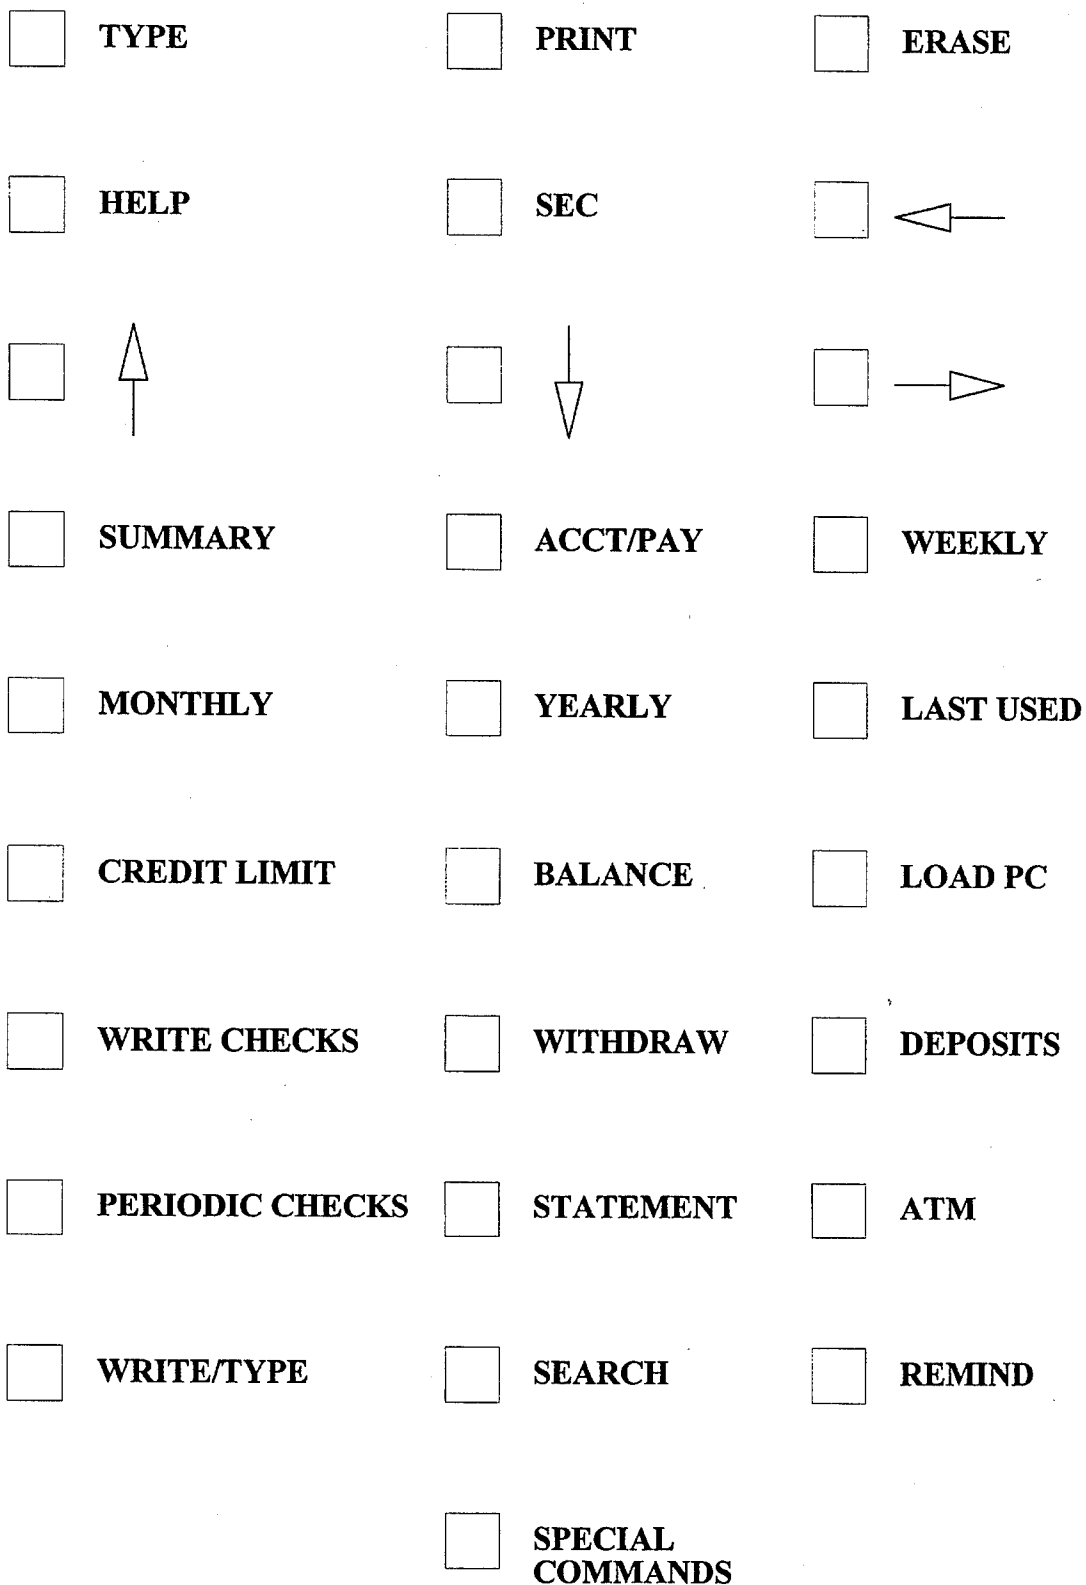 TYPE
PRINT
ERASE
HELP
SEC
SUMMARY
ACCT/PAY
WEEKLY
MONTHLY
YEARLY
LAST USED
CREDIT LIMIT
BALANCE
LOAD PC
WRITE CHECKS
WITHDRAW
DEPOSITS
PERIODIC CHECKS
STATEMENT
ATM
WRITE/TYPE
SEARCH
REMIND
SPECIAL
COMMANDS